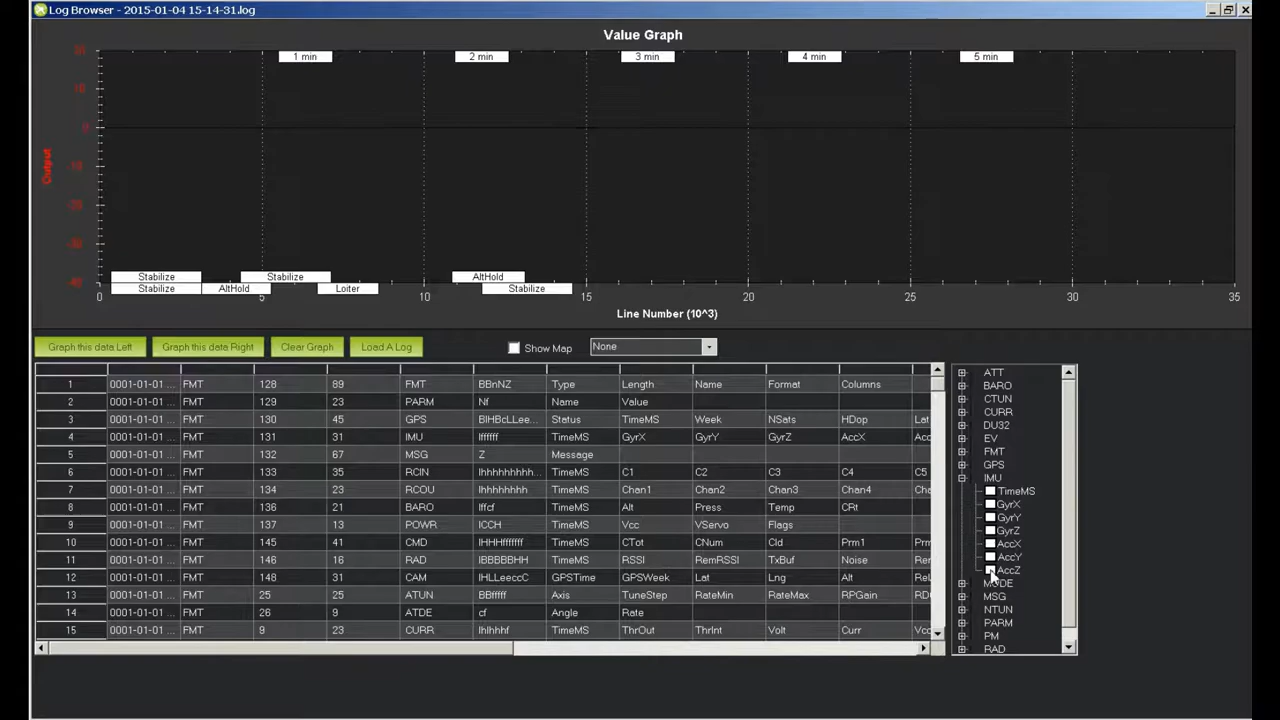 Log Browser - 2015-01-04 15-14-31.log
Value Graph
1 min 2 min 3 min 4 min 5 min
20
10
0
-10
-20
-30
-40
Output
Stabilize Stabilize AltHold
Stabilize AltHold Loiter Stabilize
0 5 10 15 20 25 30 35
Line Number (10^3)
Graph this data Left Graph this data Right Clear Graph Load A Log Show Map None
1 0001-01-01 ... FMT 128 89 FMT BBnNZ Type Length Name Format Columns
2 0001-01-01 ... FMT 129 23 PARM Nf Name Value
3 0001-01-01 ... FMT 130 45 GPS BIHBcLLee... Status TimeMS Week NSats HDop Lat
4 0001-01-01 ... FMT 131 31 IMU Iffffff TimeMS GyrX GyrY GyrZ AccX Acc
5 0001-01-01 ... FMT 132 67 MSG Z Message
6 0001-01-01 ... FMT 133 35 RCIN Ihhhhhhhhh... TimeMS C1 C2 C3 C4 C5
7 0001-01-01 ... FMT 134 23 RCOU Ihhhhhhhh TimeMS Chan1 Chan2 Chan3 Chan4 Cha
8 0001-01-01 ... FMT 136 21 BARO Iffcf TimeMS Alt Press Temp CRt
9 0001-01-01 ... FMT 137 13 POWR ICCH TimeMS Vcc VServo Flags
10 0001-01-01 ... FMT 145 41 CMD IHHHfffffff TimeMS CTot CNum CId Prm1 Prm
11 0001-01-01 ... FMT 146 16 RAD IBBBBBHH TimeMS RSSI RemRSSI TxBuf Noise Rem
12 0001-01-01 ... FMT 148 31 CAM IHLLeeccC GPSTime GPSWeek Lat Lng Alt Rel
13 0001-01-01 ... FMT 25 25 ATUN BBfffff Axis TuneStep RateMin RateMax RPGain RD
14 0001-01-01 ... FMT 26 9 ATDE cf Angle Rate
15 0001-01-01 ... FMT 9 23 CURR IhIhhhf TimeMS ThrOut ThrInt Volt Curr Vcc
ATT
BARO
CTUN
CURR
DU32
EV
FMT
GPS
IMU
TimeMS
GyrX
GyrY
GyrZ
AccX
AccY
AccZ
MODE
MSG
NTUN
PARM
PM
RAD